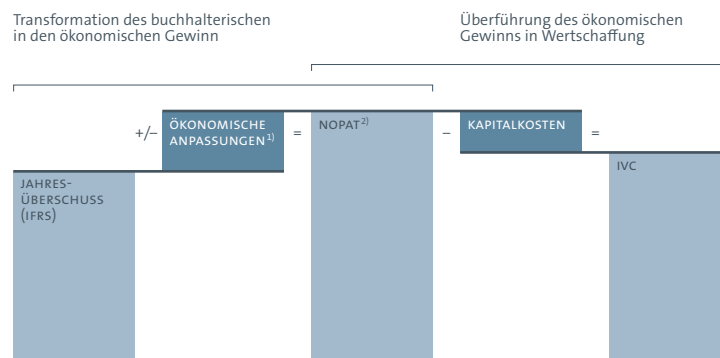 Transformation des buchhalterischen
in den ökonomischen Gewinn
Überführung des ökonomischen
Gewinns in Wertschaffung
+/–
ÖKONOMISCHE
ANPASSUNGEN1)
=
NOPAT2)
–
KAPITALKOSTEN
=
JAHRES-
ÜBERSCHUSS
(IFRS)
IVC